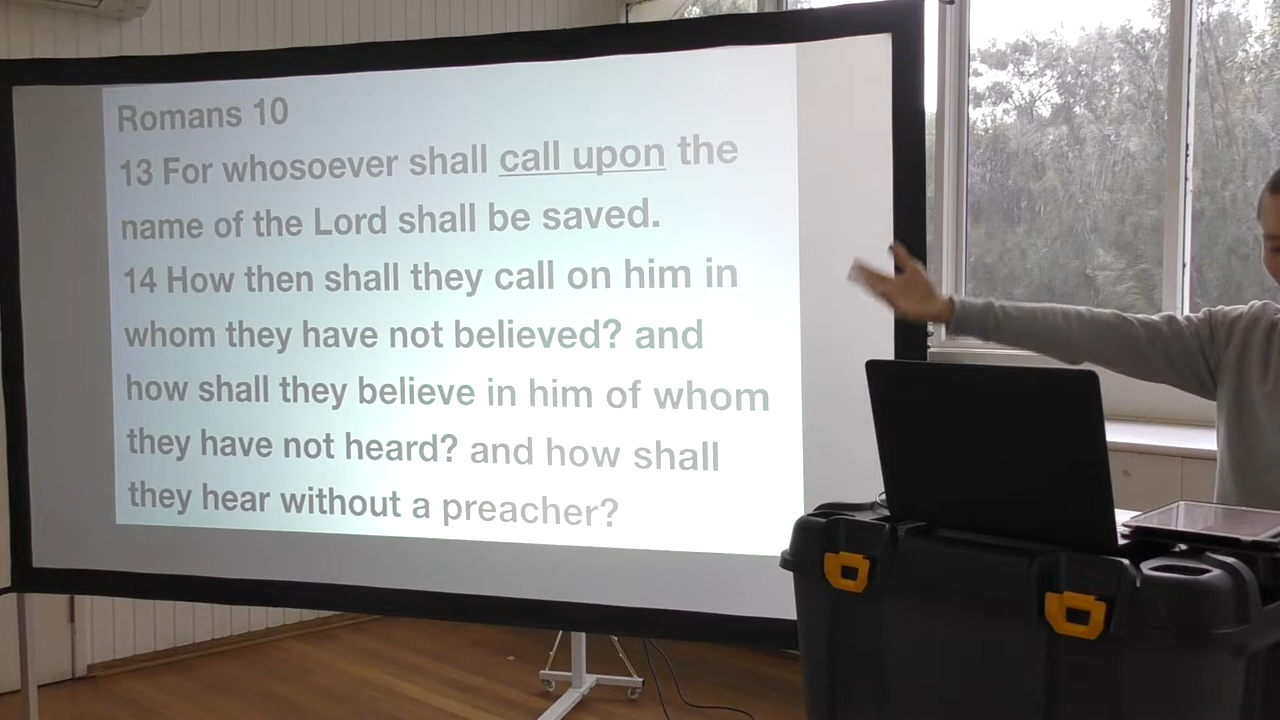 Romans 10
13 For whosoever shall call upon the
name of the Lord shall be saved.
14 How then shall they call on him in
whom they have not believed? and
how shall they believe in him of whom
they have not heard? and how shall
they hear without a preacher?